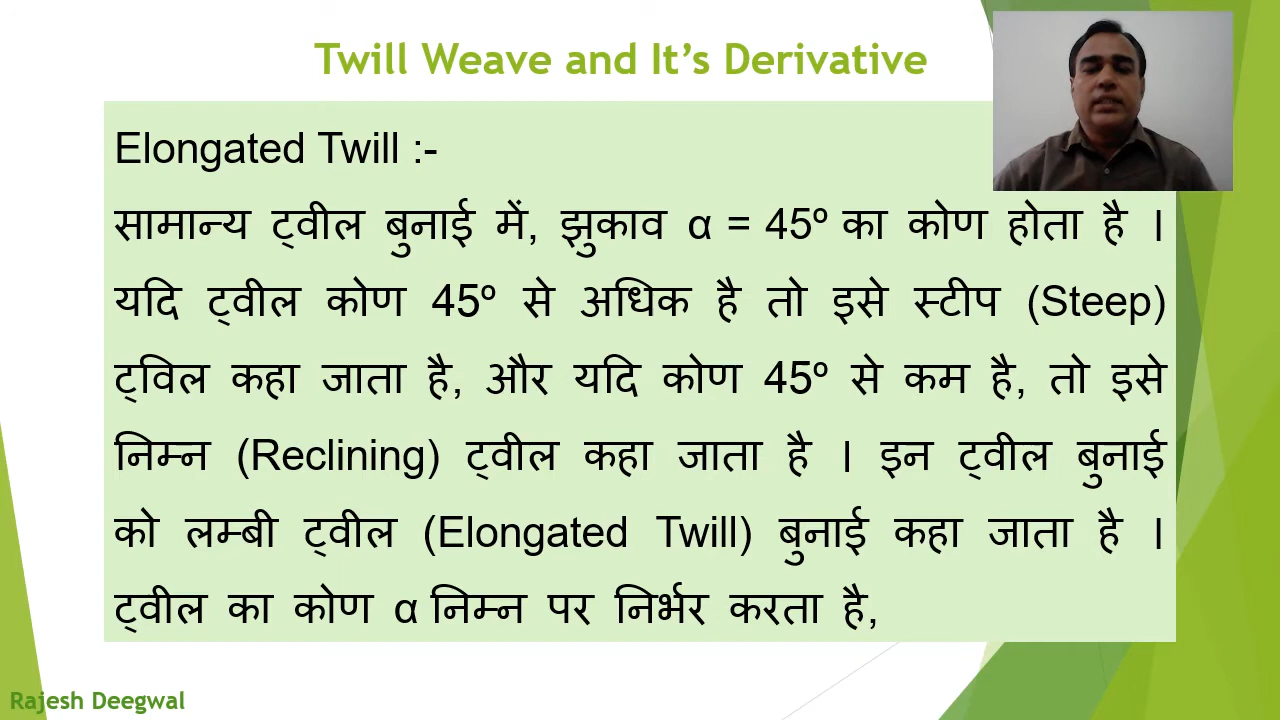 Twill Weave and It’s Derivative
Elongated Twill :-
सामान्य ट्वील बुनाई में, झुकाव α = 45º का कोण होता है ।
यदि ट्वील कोण 45º से अधिक है तो इसे स्टीप (Steep)
ट्विल कहा जाता है, और यदि कोण 45º से कम है, तो इसे
निम्न (Reclining) ट्वील कहा जाता है । इन ट्वील बुनाई
को लम्बी ट्वील (Elongated Twill) बुनाई कहा जाता है ।
ट्वील का कोण α निम्न पर निर्भर करता है,
Rajesh Deegwal